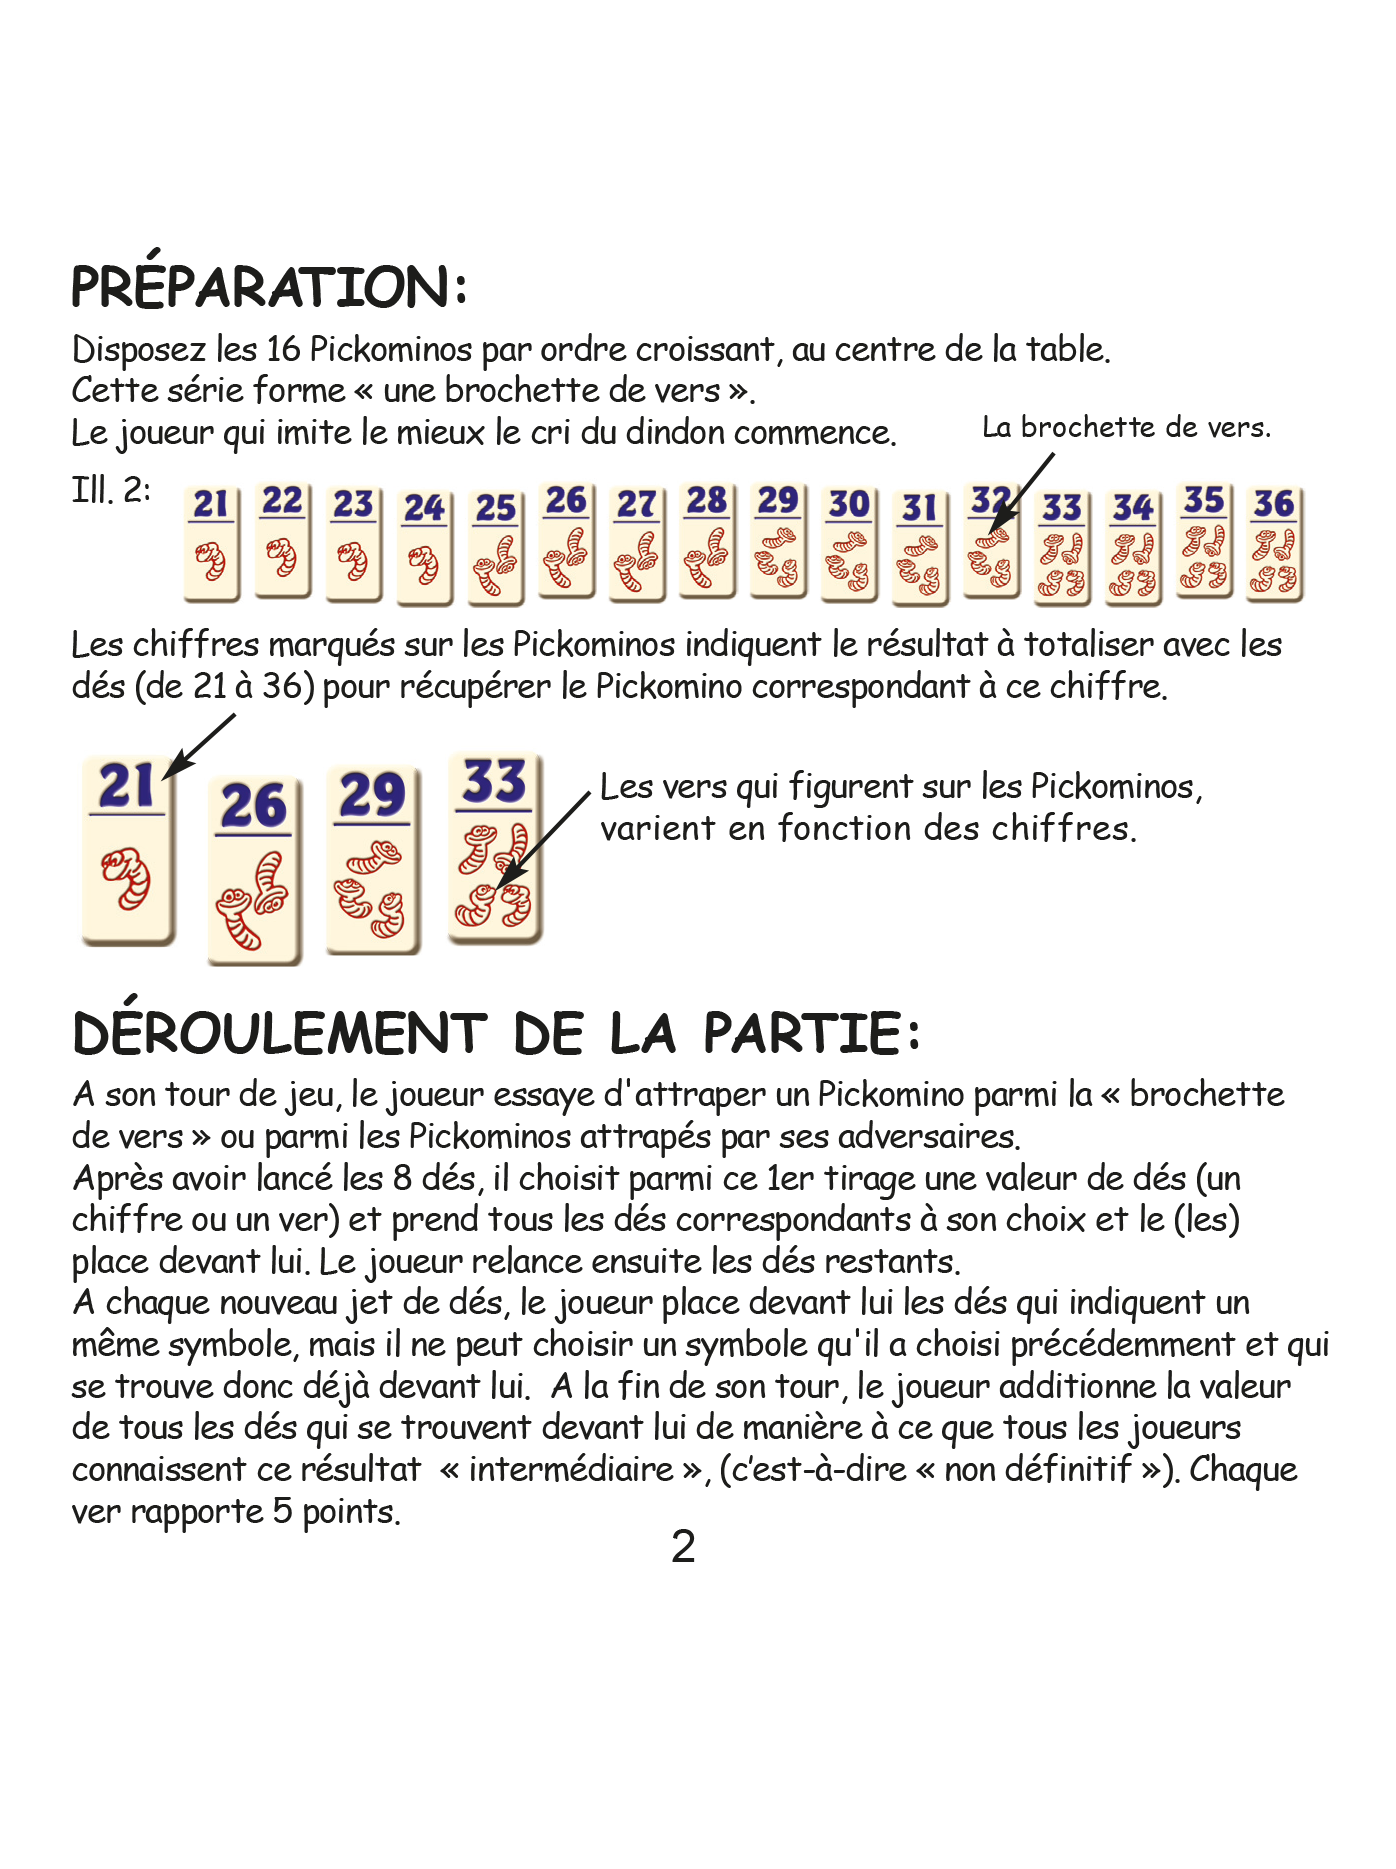 PRÉPARATION:
Disposez les 16 Pickominos par ordre croissant, au centre de la table.
Cette série forme « une brochette de vers ».
Le joueur qui imite le mieux le cri du dindon commence.
La brochette de vers.
Ill. 2:
21 22 23 24 25 26 27 28 29 30 31 32 33 34 35 36
Les chiffres marqués sur les Pickominos indiquent le résultat à totaliser avec les
dés (de 21 à 36) pour récupérer le Pickomino correspondant à ce chiffre.
21 26 29 33
Les vers qui figurent sur les Pickominos,
varient en fonction des chiffres.
DÉROULEMENT DE LA PARTIE:
A son tour de jeu, le joueur essaye d'attraper un Pickomino parmi la « brochette
de vers » ou parmi les Pickominos attrapés par ses adversaires.
Après avoir lancé les 8 dés, il choisit parmi ce 1er tirage une valeur de dés (un
chiffre ou un ver) et prend tous les dés correspondants à son choix et le (les)
place devant lui. Le joueur relance ensuite les dés restants.
A chaque nouveau jet de dés, le joueur place devant lui les dés qui indiquent un
même symbole, mais il ne peut choisir un symbole qu'il a choisi précédemment et qui
se trouve donc déjà devant lui.  A la fin de son tour, le joueur additionne la valeur
de tous les dés qui se trouvent devant lui de manière à ce que tous les joueurs
connaissent ce résultat  « intermédiaire », (c’est-à-dire « non définitif »). Chaque
ver rapporte 5 points.
2